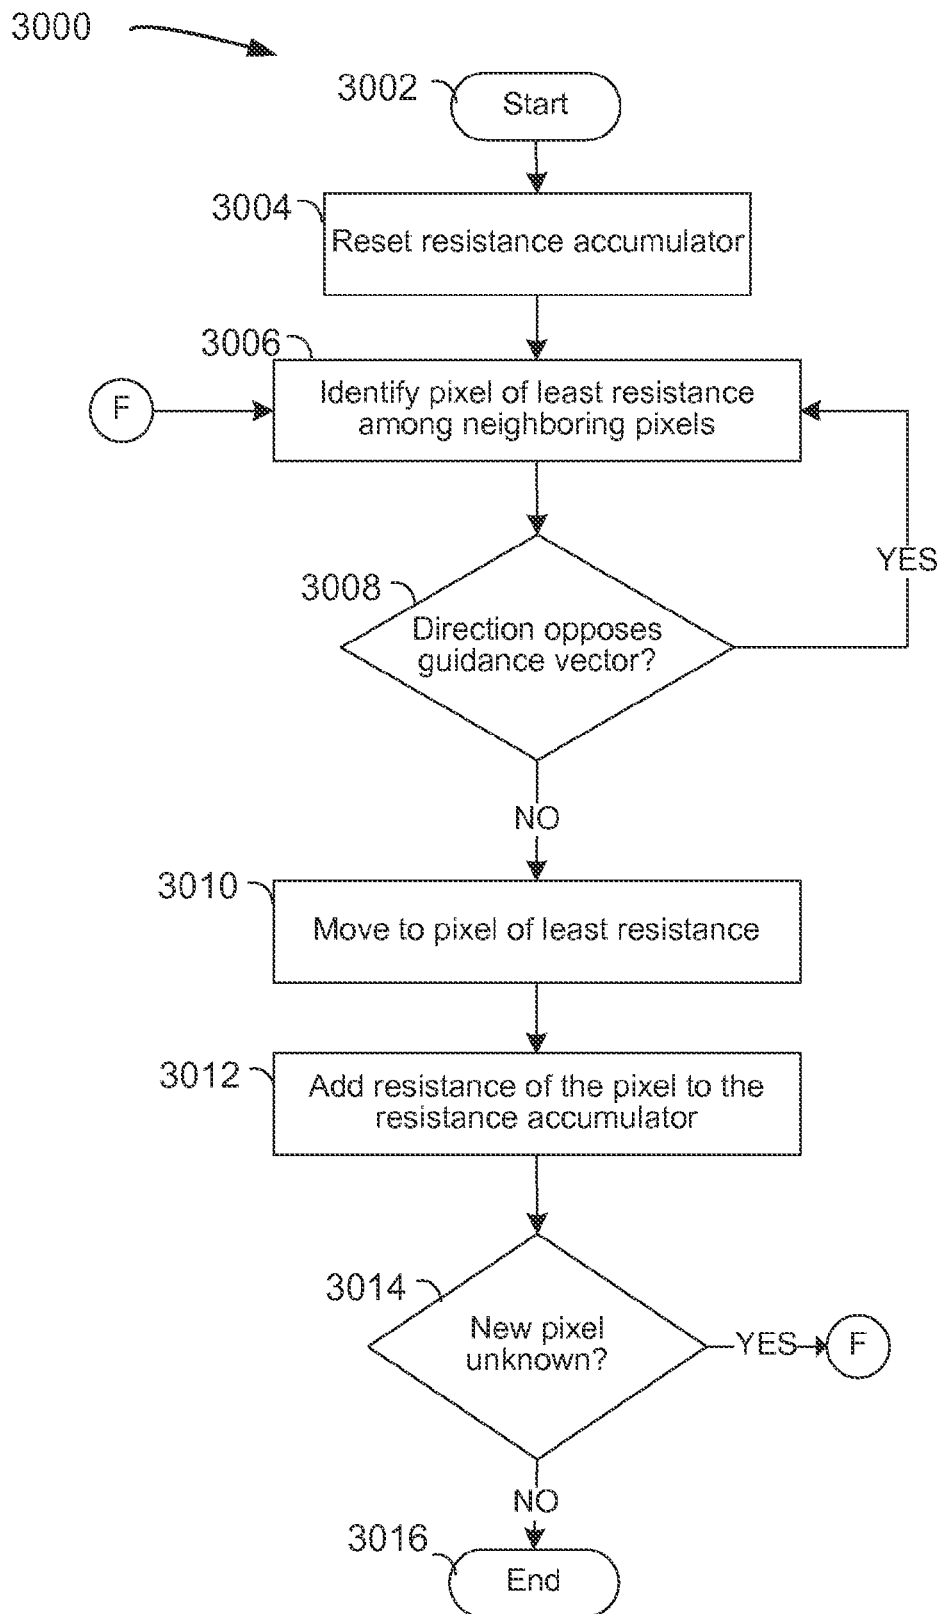 3000
3002
Start
3004
Reset resistance accumulator
3006
F
Identify pixel of least resistance
among neighboring pixels
YES
3008
Direction opposes
guidance vector?
NO
3010
Move to pixel of least resistance
3012
Add resistance of the pixel to the
resistance accumulator
3014
New pixel
unknown?
YES
F
NO
3016
End